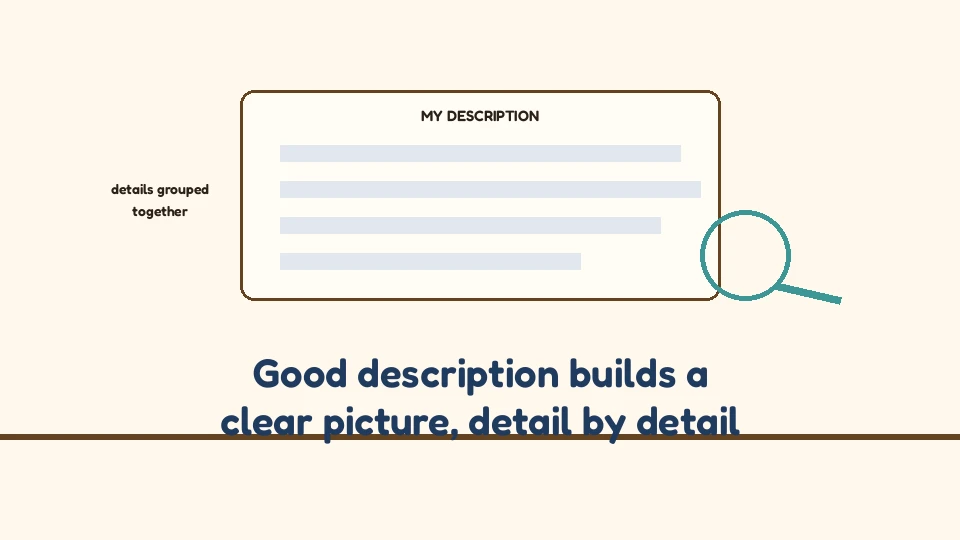 MY DESCRIPTION
details grouped
together
Good description builds a
clear picture, detail by detail